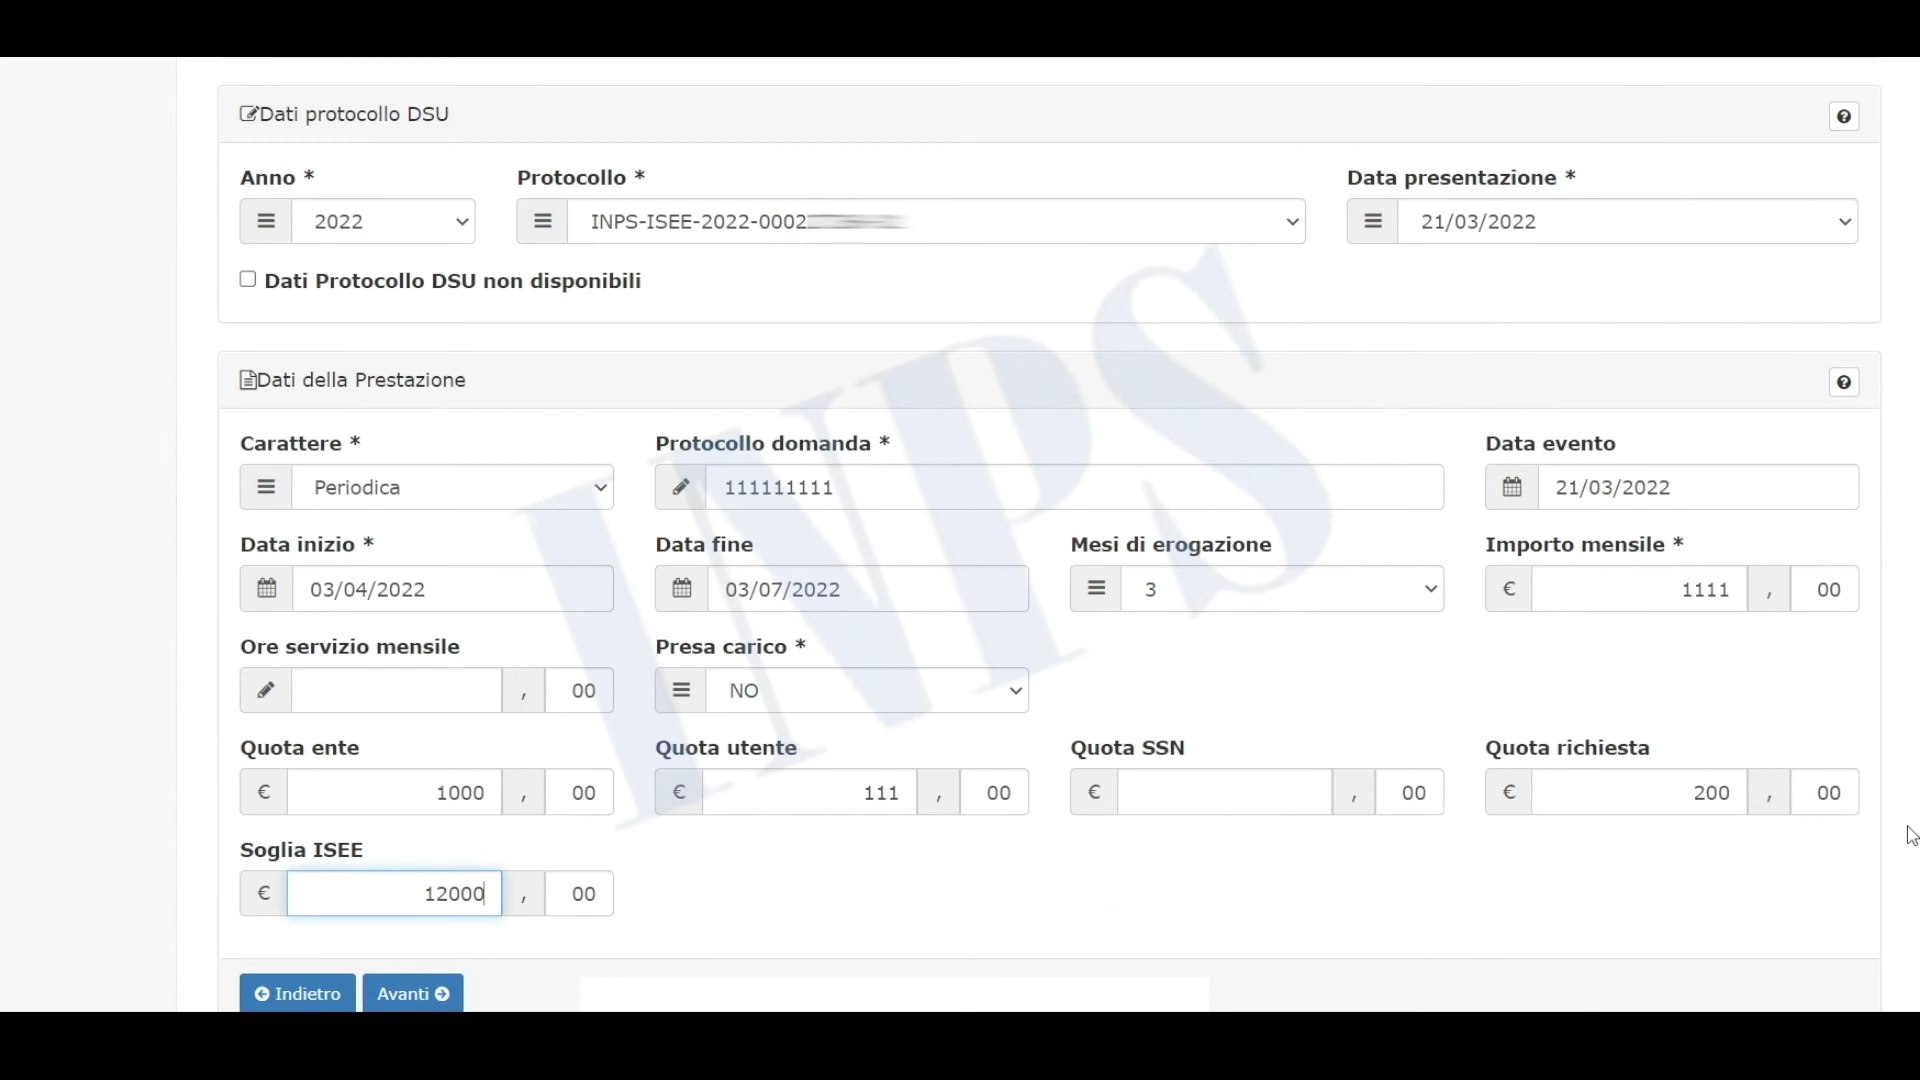 Dati protocollo DSU
Anno * Protocollo * Data presentazione *
2022 INPS-ISEE-2022-0002 21/03/2022
Dati Protocollo DSU non disponibili
Dati della Prestazione
Carattere * Protocollo domanda * Data evento
Periodica 111111111 21/03/2022
Data inizio * Data fine Mesi di erogazione Importo mensile *
03/04/2022 03/07/2022 3 € 1111 , 00
Ore servizio mensile Presa carico *
, 00 NO
Quota ente Quota utente Quota SSN Quota richiesta
€ 1000 , 00 € 111 , 00 € , 00 € 200 , 00
Soglia ISEE
€ 12000 , 00
Indietro Avanti
INPS